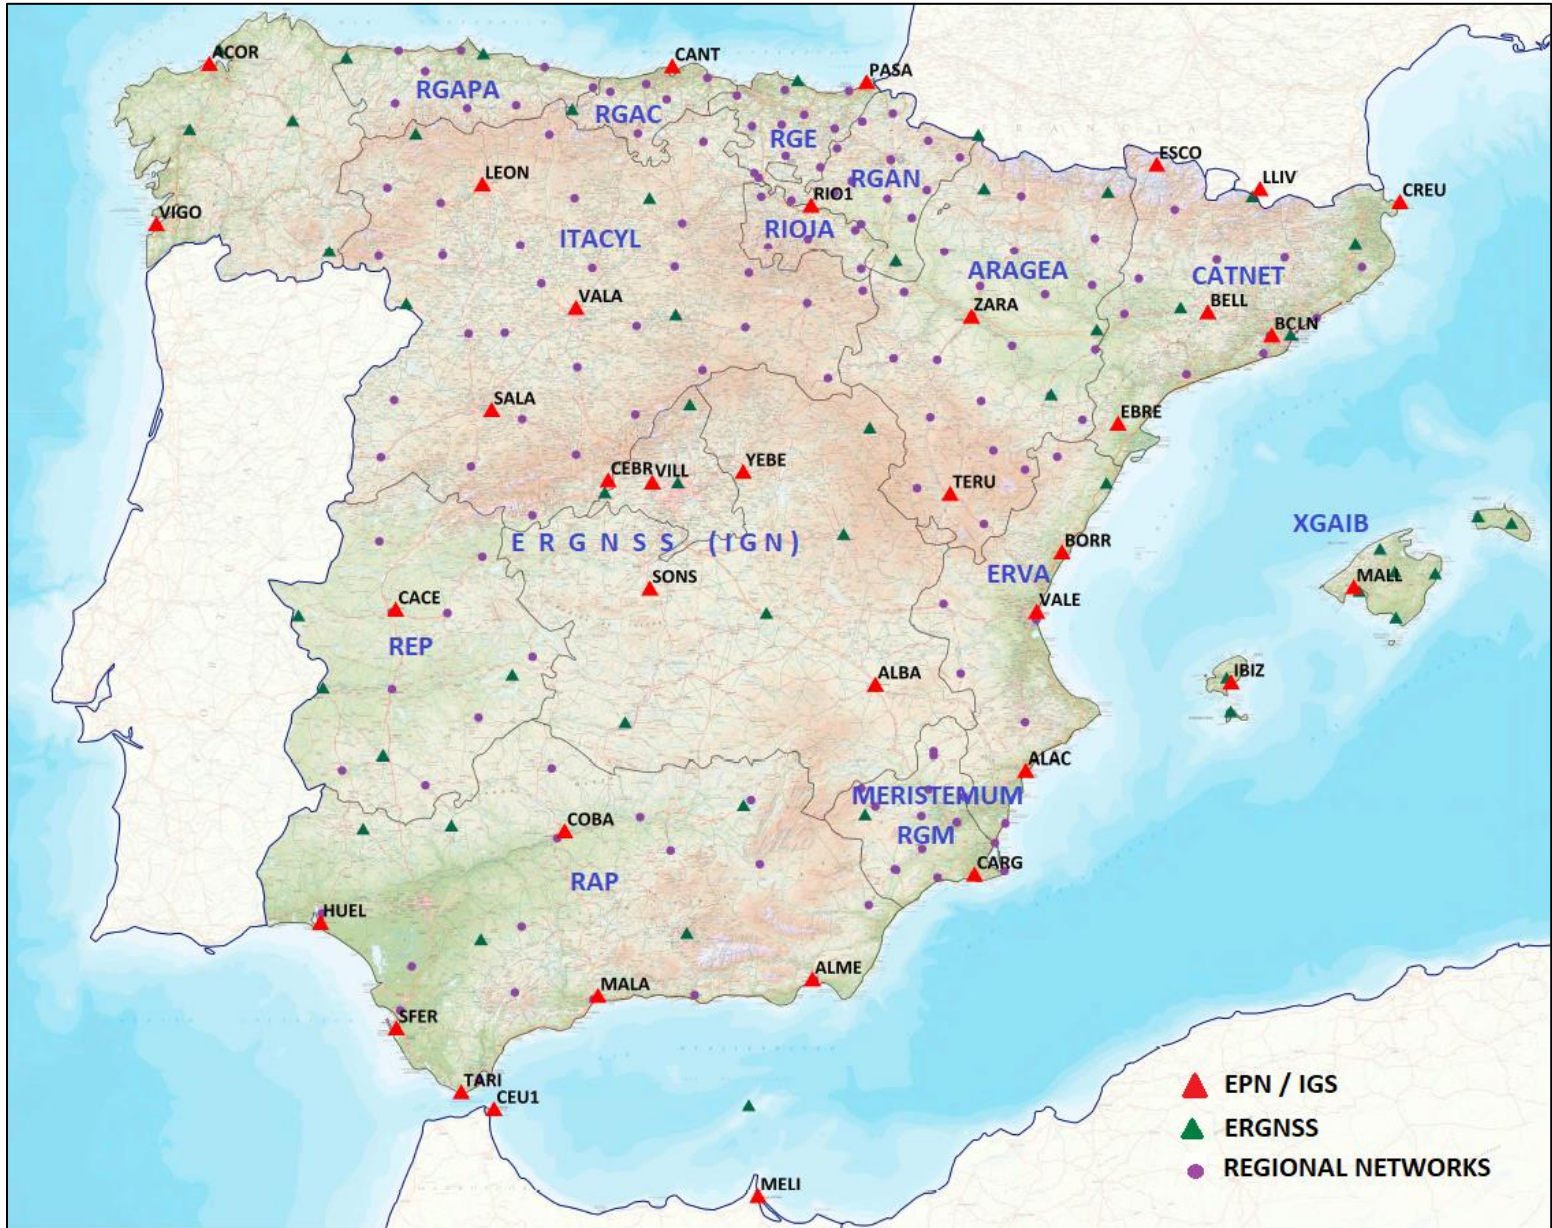 ACOR
CANT
PASA
RGAPA
RGAC
RGE
ESCO
LEON
RGAN
LLIV
RIO1
CREU
VIGO
RIOJA
ITACYL
ARAGEA
CATNET
VALA
ZARA
BELL
BCLN
SALA
EBRE
CEBR
VILL
YEBE
TERU
XGAIB
E R G N S S (IGN)
BORR
ERVA
SONS
MALL
CACE
VALE
REP
ALBA
IBIZ
ALAC
MERISTEMUM
COBA
RGM
CARG
RAP
HUEL
ALME
MALA
SFER
TARI
CEU1
MELI
EPN / IGS
ERGNSS
REGIONAL NETWORKS